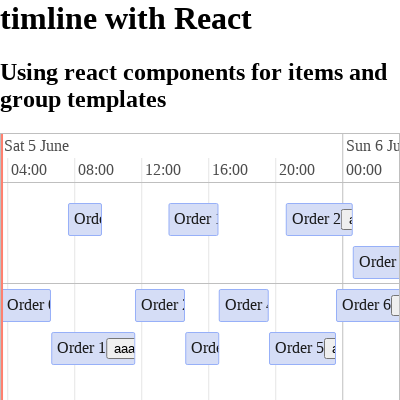 timline with React
Using react components for items and
group templates
Sat 5 June
Sun 6 Ju
04:00 08:00 12:00 16:00 20:00 00:00
Ord Order Order 2 a
Order
Order Order Order Order 6
Order 1 aaa Ord Order 5 a